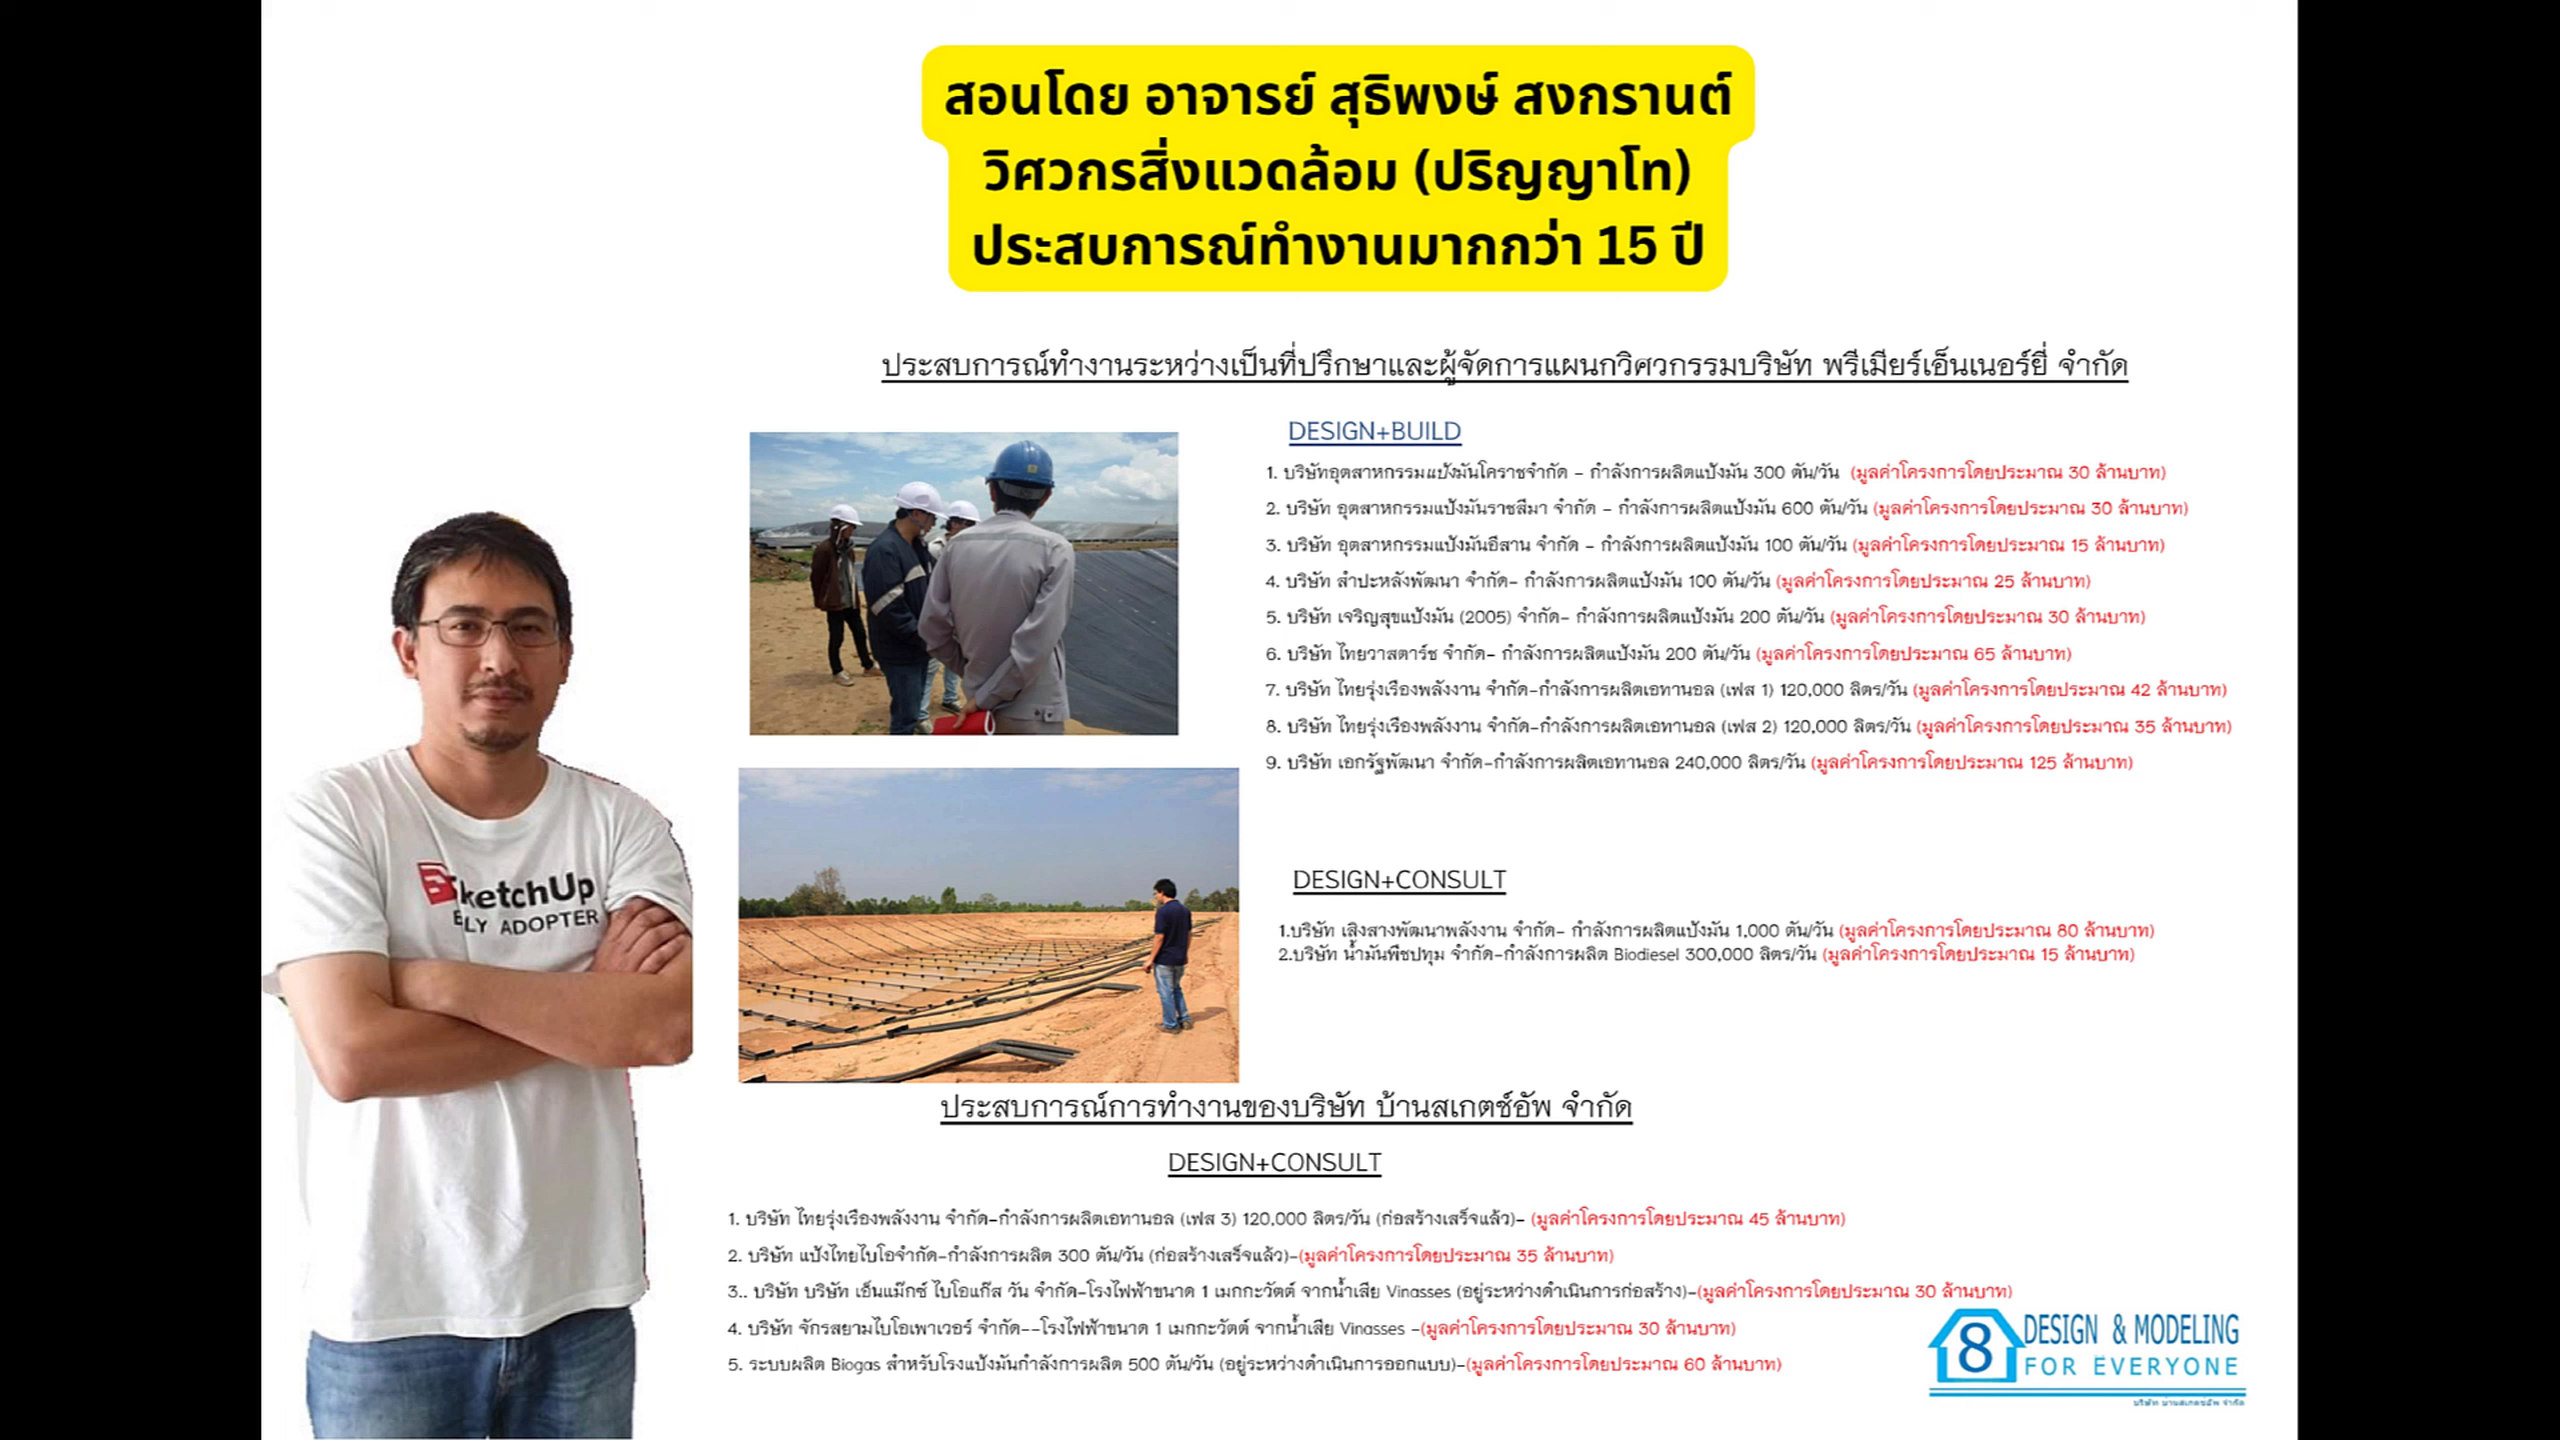 สอนโดย อาจารย์ สุธิพงษ์ สงกรานต์
วิศวกรสิ่งแวดล้อม (ปริญญาโท)
ประสบการณ์ทำงานมากกว่า 15 ปี
ประสบการณ์ทำงานระหว่างเป็นที่ปรึกษาและผู้จัดการแผนกวิศวกรรมบริษัท พรีเมียร์เอ็นเนอร์ยี่ จำกัด
DESIGN+BUILD
1. บริษัทอุตสาหกรรมแป้งมันโคราชจำกัด - กำลังการผลิตแป้งมัน 300 ตัน/วัน (มูลค่าโครงการโดยประมาณ 30 ล้านบาท)
2. บริษัท อุตสาหกรรมแป้งมันราชสีมา จำกัด - กำลังการผลิตแป้งมัน 600 ตัน/วัน (มูลค่าโครงการโดยประมาณ 30 ล้านบาท)
3. บริษัท อุตสาหกรรมแป้งมันอีสาน จำกัด - กำลังการผลิตแป้งมัน 100 ตัน/วัน (มูลค่าโครงการโดยประมาณ 15 ล้านบาท)
4. บริษัท สำปะหลังพัฒนา จำกัด- กำลังการผลิตแป้งมัน 100 ตัน/วัน (มูลค่าโครงการโดยประมาณ 25 ล้านบาท)
5. บริษัท เจริญสุขแป้งมัน (2005) จำกัด- กำลังการผลิตแป้งมัน 200 ตัน/วัน (มูลค่าโครงการโดยประมาณ 30 ล้านบาท)
6. บริษัท ไทยวาสตาร์ช จำกัด- กำลังการผลิตแป้งมัน 200 ตัน/วัน (มูลค่าโครงการโดยประมาณ 65 ล้านบาท)
7. บริษัท ไทยรุ่งเรืองพลังงาน จำกัด-กำลังการผลิตเอทานอล (เฟส 1) 120,000 ลิตร/วัน (มูลค่าโครงการโดยประมาณ 42 ล้านบาท)
8. บริษัท ไทยรุ่งเรืองพลังงาน จำกัด-กำลังการผลิตเอทานอล (เฟส 2) 120,000 ลิตร/วัน (มูลค่าโครงการโดยประมาณ 35 ล้านบาท)
9. บริษัท เอกรัฐพัฒนา จำกัด-กำลังการผลิตเอทานอล 240,000 ลิตร/วัน (มูลค่าโครงการโดยประมาณ 125 ล้านบาท)
DESIGN+CONSULT
1.บริษัท เสิงสางพัฒนาพลังงาน จำกัด- กำลังการผลิตแป้งมัน 1,000 ตัน/วัน (มูลค่าโครงการโดยประมาณ 80 ล้านบาท)
2.บริษัท น้ำมันพืชปทุม จำกัด-กำลังการผลิต Biodiesel 300,000 ลิตร/วัน (มูลค่าโครงการโดยประมาณ 15 ล้านบาท)
SketchUp
ADOPTER
ประสบการณ์การทำงานของบริษัท บ้านสเกตช์อัพ จำกัด
DESIGN+CONSULT
1. บริษัท ไทยรุ่งเรืองพลังงาน จำกัด-กำลังการผลิตเอทานอล (เฟส 3) 120,000 ลิตร/วัน (ก่อสร้างเสร็จแล้ว)- (มูลค่าโครงการโดยประมาณ 45 ล้านบาท)
2. บริษัท แป้งไทยไบโอจำกัด-กำลังการผลิต 300 ตัน/วัน (ก่อสร้างเสร็จแล้ว)-(มูลค่าโครงการโดยประมาณ 35 ล้านบาท)
3.. บริษัท บริษัท เอ็นแม๊กซ์ ไบโอแก๊ส วัน จำกัด-โรงไฟฟ้าขนาด 1 เมกกะวัตต์ จากน้ำเสีย Vinasses (อยู่ระหว่างดำเนินการก่อสร้าง)-(มูลค่าโครงการโดยประมาณ 30 ล้านบาท)
4. บริษัท จักรสยามไบโอเพาเวอร์ จำกัด--โรงไฟฟ้าขนาด 1 เมกกะวัตต์ จากน้ำเสีย Vinasses -(มูลค่าโครงการโดยประมาณ 30 ล้านบาท)
5. ระบบผลิต Biogas สำหรับโรงแป้งมันกำลังการผลิต 500 ตัน/วัน (อยู่ระหว่างดำเนินการออกแบบ)-(มูลค่าโครงการโดยประมาณ 60 ล้านบาท)
8 DESIGN & MODELING
FOR EVERYONE
บริษัท บ้านสเกตช์อัพ จำกัด